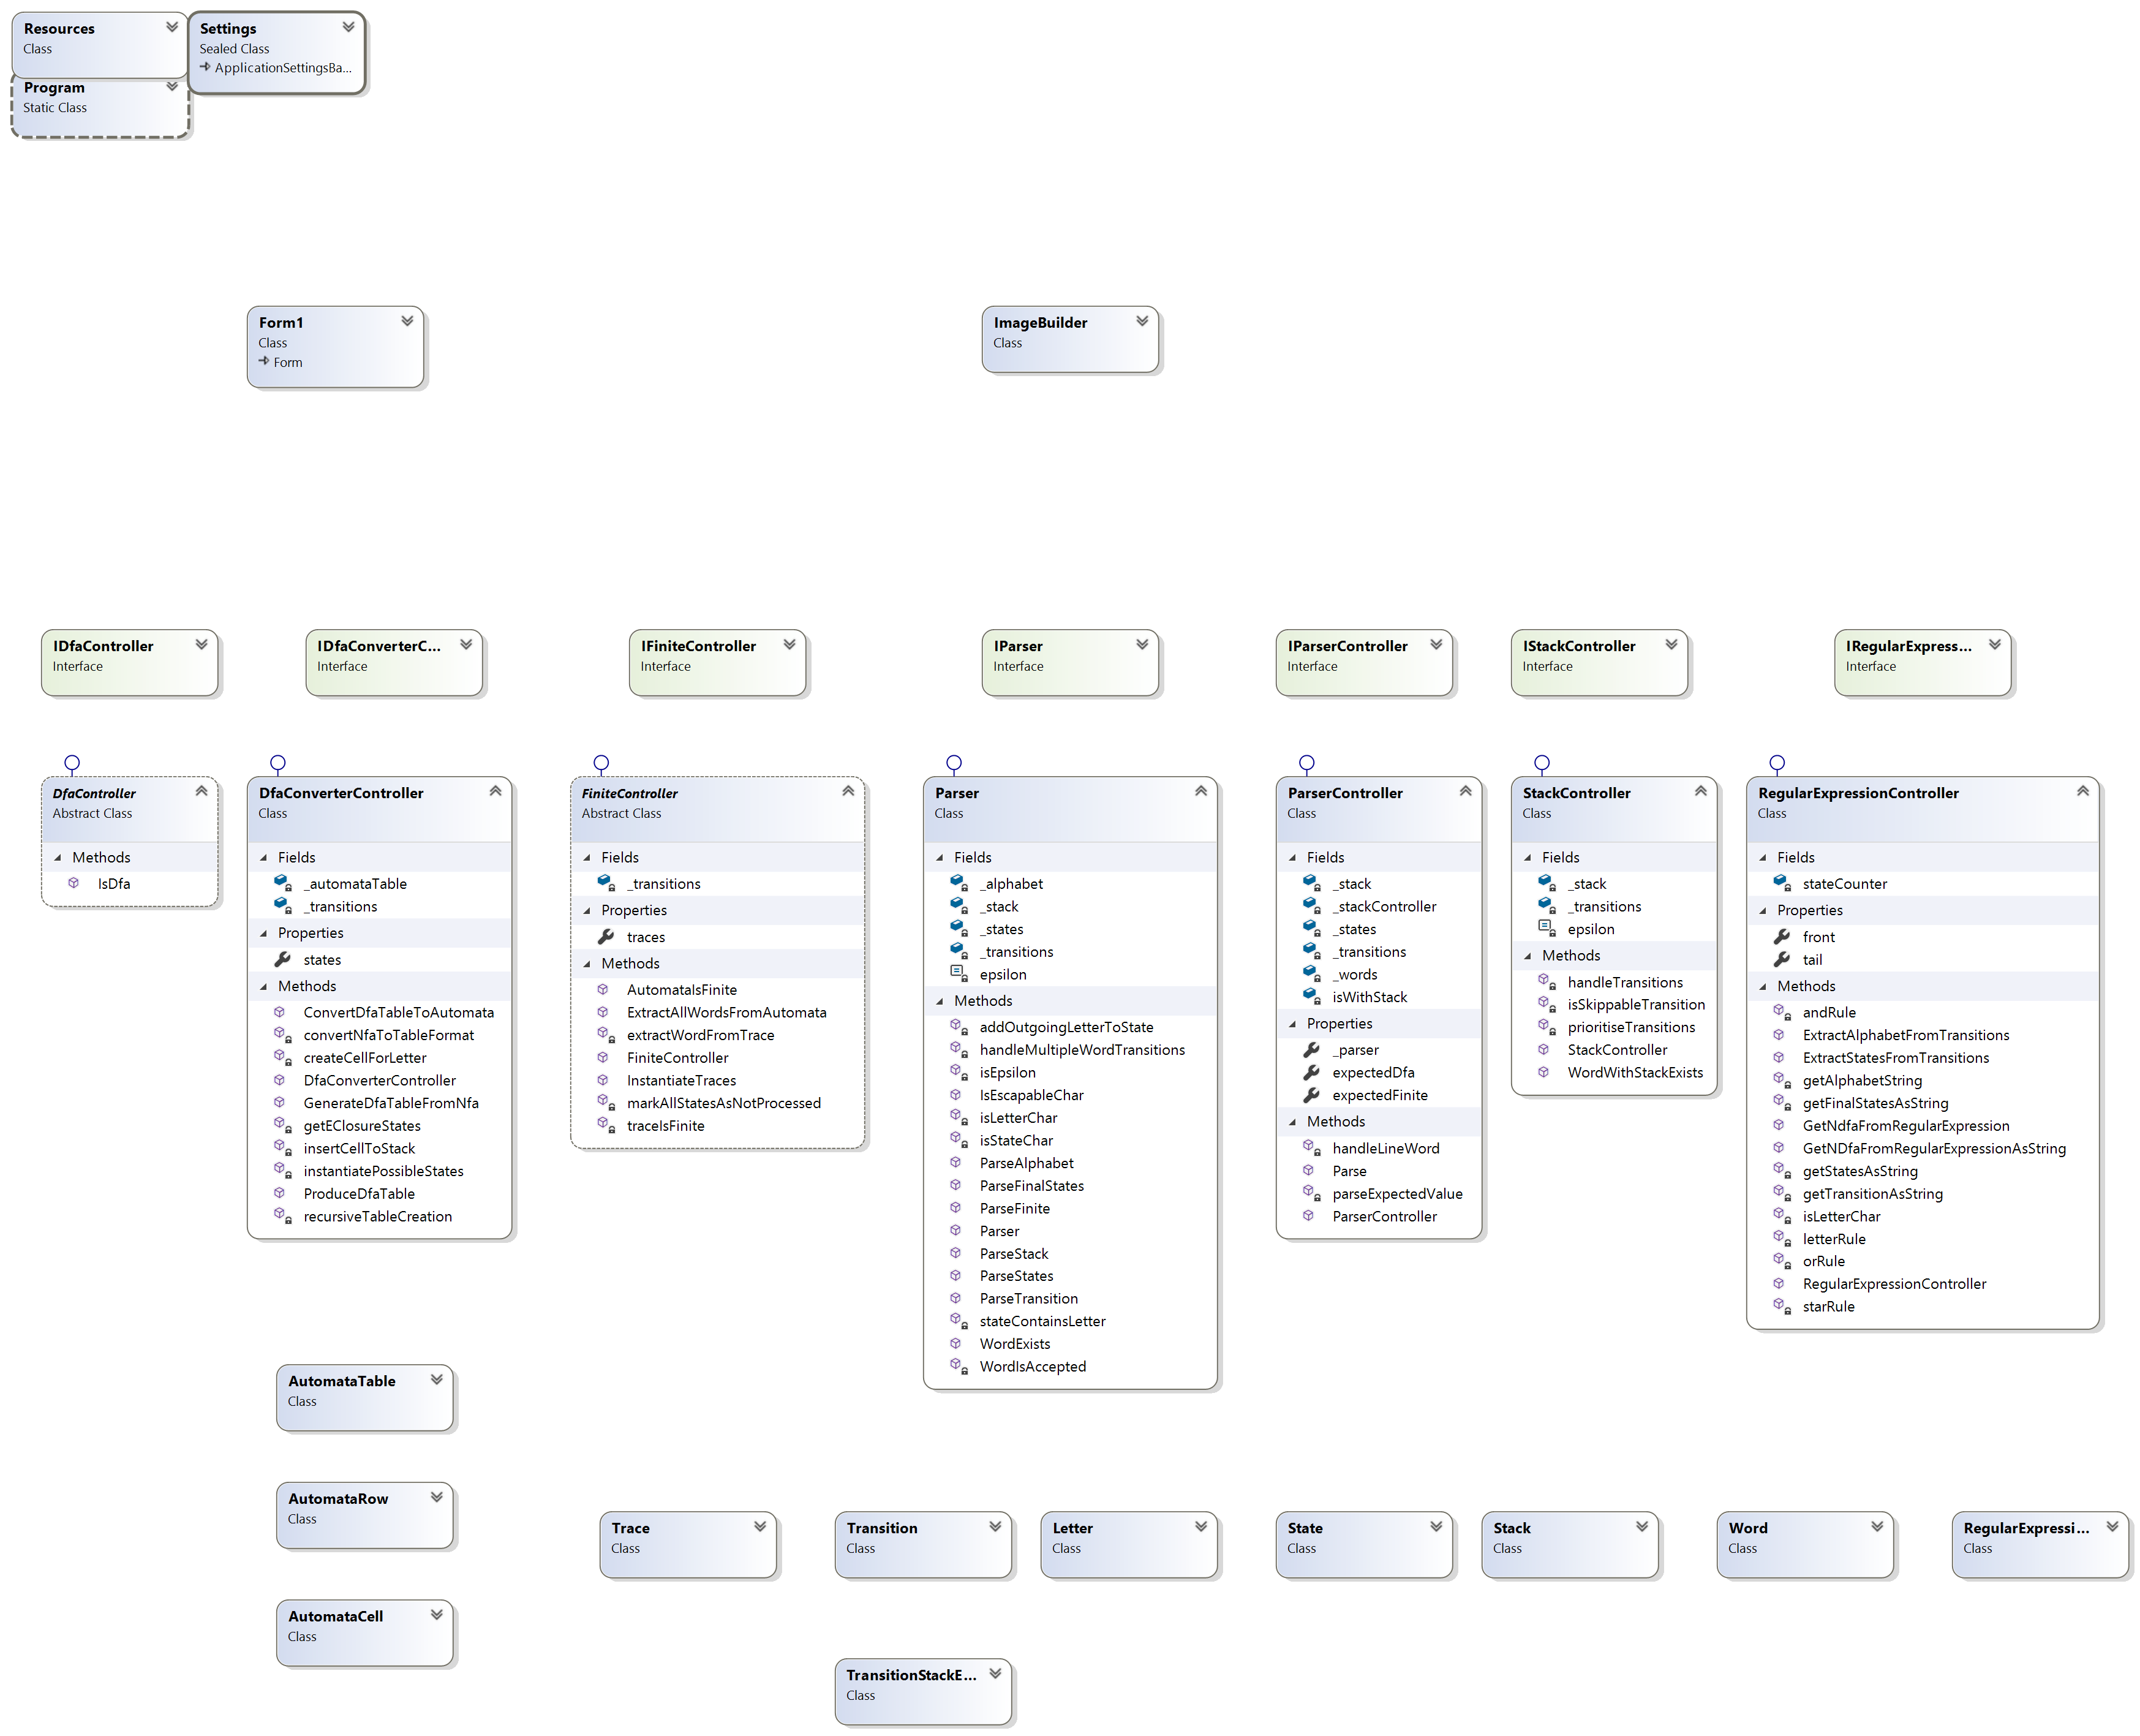 Resources
Class
Settings
Sealed Class
ApplicationSettingsBa...
Program
Static Class
Form1
Class
Form
ImageBuilder
Class
IDfaController
Interface
IDfaConverterC...
Interface
IFiniteController
Interface
IParser
Interface
IParserController
Interface
IStackController
Interface
IRegularExpress...
Interface
DfaController
Abstract Class
Methods
IsDfa
DfaConverterController
Class
Fields
_automataTable
_transitions
Properties
states
Methods
ConvertDfaTableToAutomata
convertNfaToTableFormat
createCellForLetter
DfaConverterController
GenerateDfaTableFromNfa
getEClosureStates
insertCellToStack
instantiatePossibleStates
ProduceDfaTable
recursiveTableCreation
FiniteController
Abstract Class
Fields
_transitions
Properties
traces
Methods
AutomataIsFinite
ExtractAllWordsFromAutomata
extractWordFromTrace
FiniteController
InstantiateTraces
markAllStatesAsNotProcessed
traceIsFinite
Parser
Class
Fields
_alphabet
_stack
_states
_transitions
epsilon
Methods
addOutgoingLetterToState
handleMultipleWordTransitions
isEpsilon
IsEscapableChar
isLetterChar
isStateChar
ParseAlphabet
ParseFinalStates
ParseFinite
Parser
ParseStack
ParseStates
ParseTransition
stateContainsLetter
WordExists
WordIsAccepted
ParserController
Class
Fields
_stack
_stackController
_states
_transitions
_words
isWithStack
Properties
_parser
expectedDfa
expectedFinite
Methods
handleLineWord
Parse
parseExpectedValue
ParserController
StackController
Class
Fields
_stack
_transitions
epsilon
Methods
handleTransitions
isSkippableTransition
prioritiseTransitions
StackController
WordWithStackExists
RegularExpressionController
Class
Fields
stateCounter
Properties
front
tail
Methods
andRule
ExtractAlphabetFromTransitions
ExtractStatesFromTransitions
getAlphabetString
getFinalStatesAsString
GetNdfaFromRegularExpression
GetNDfaFromRegularExpressionAsString
getStatesAsString
getTransitionAsString
isLetterChar
letterRule
orRule
RegularExpressionController
starRule
AutomataTable
Class
AutomataRow
Class
AutomataCell
Class
Trace
Class
Transition
Class
Letter
Class
State
Class
Stack
Class
Word
Class
RegularExpressi...
Class
TransitionStackE...
Class